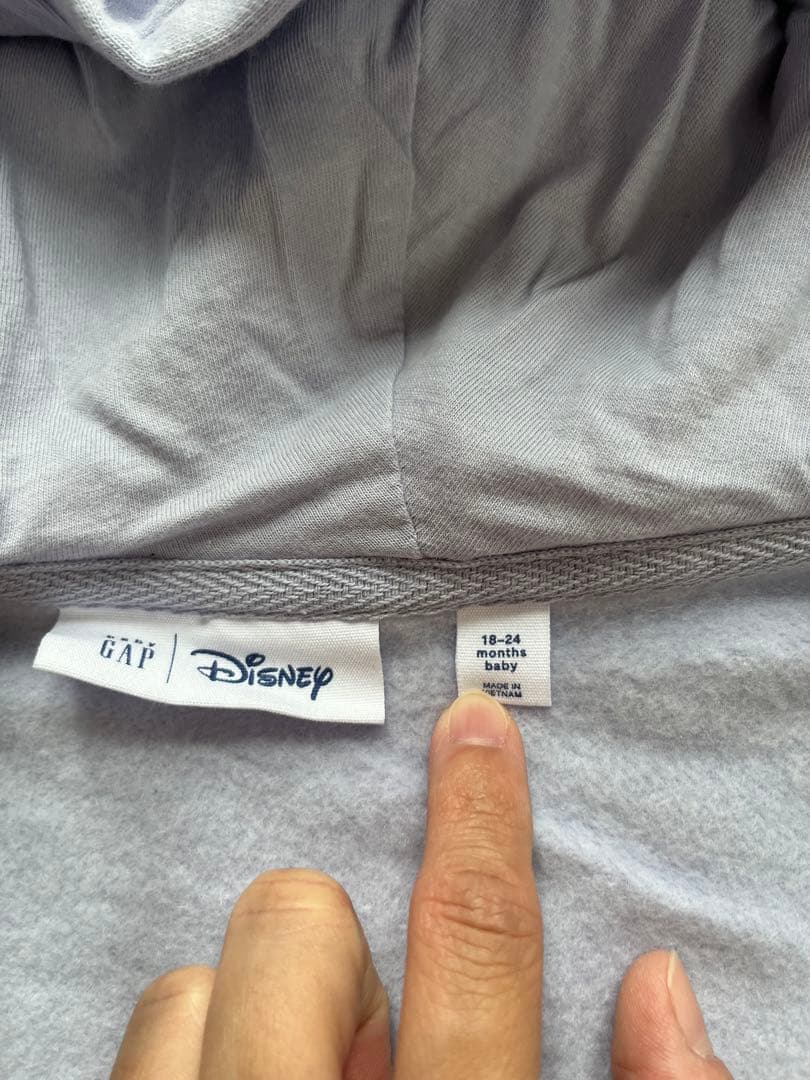 GAP | Disney
18–24
months
baby
MADE IN
VIETNAM